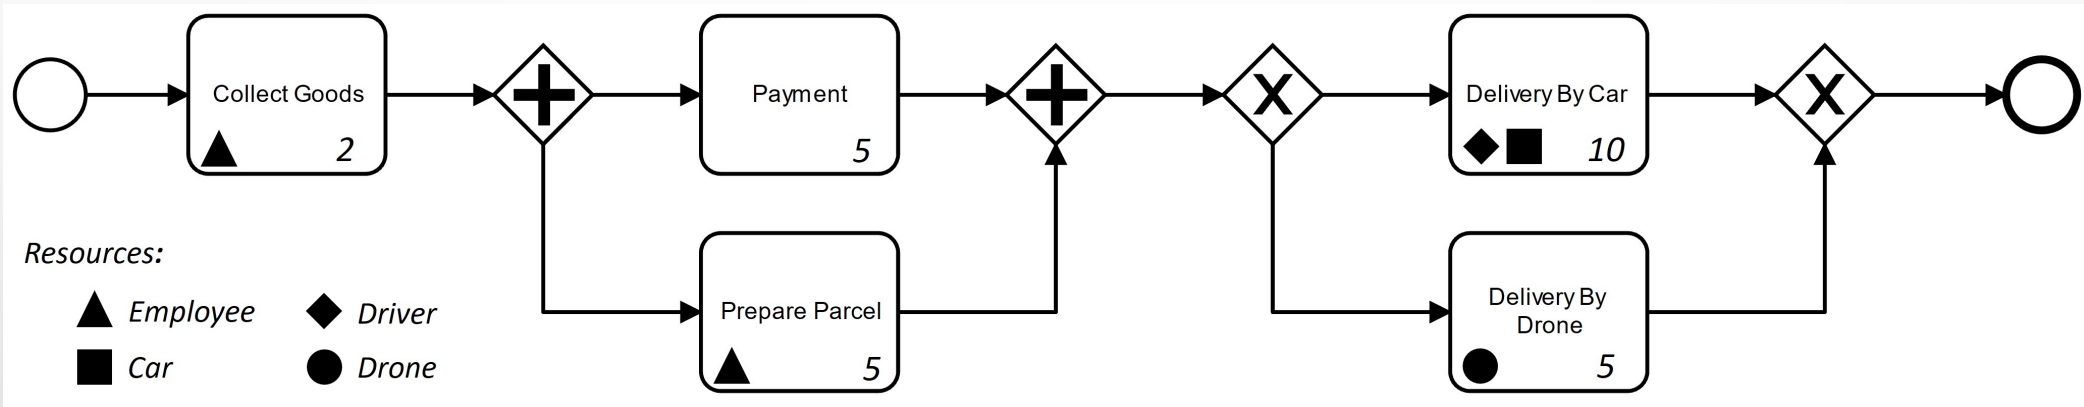 Collect Goods
2
Payment
5
X
Delivery By Car
10
X
Prepare Parcel
5
Delivery By
Drone
5
Resources:
Employee
Driver
Car
Drone